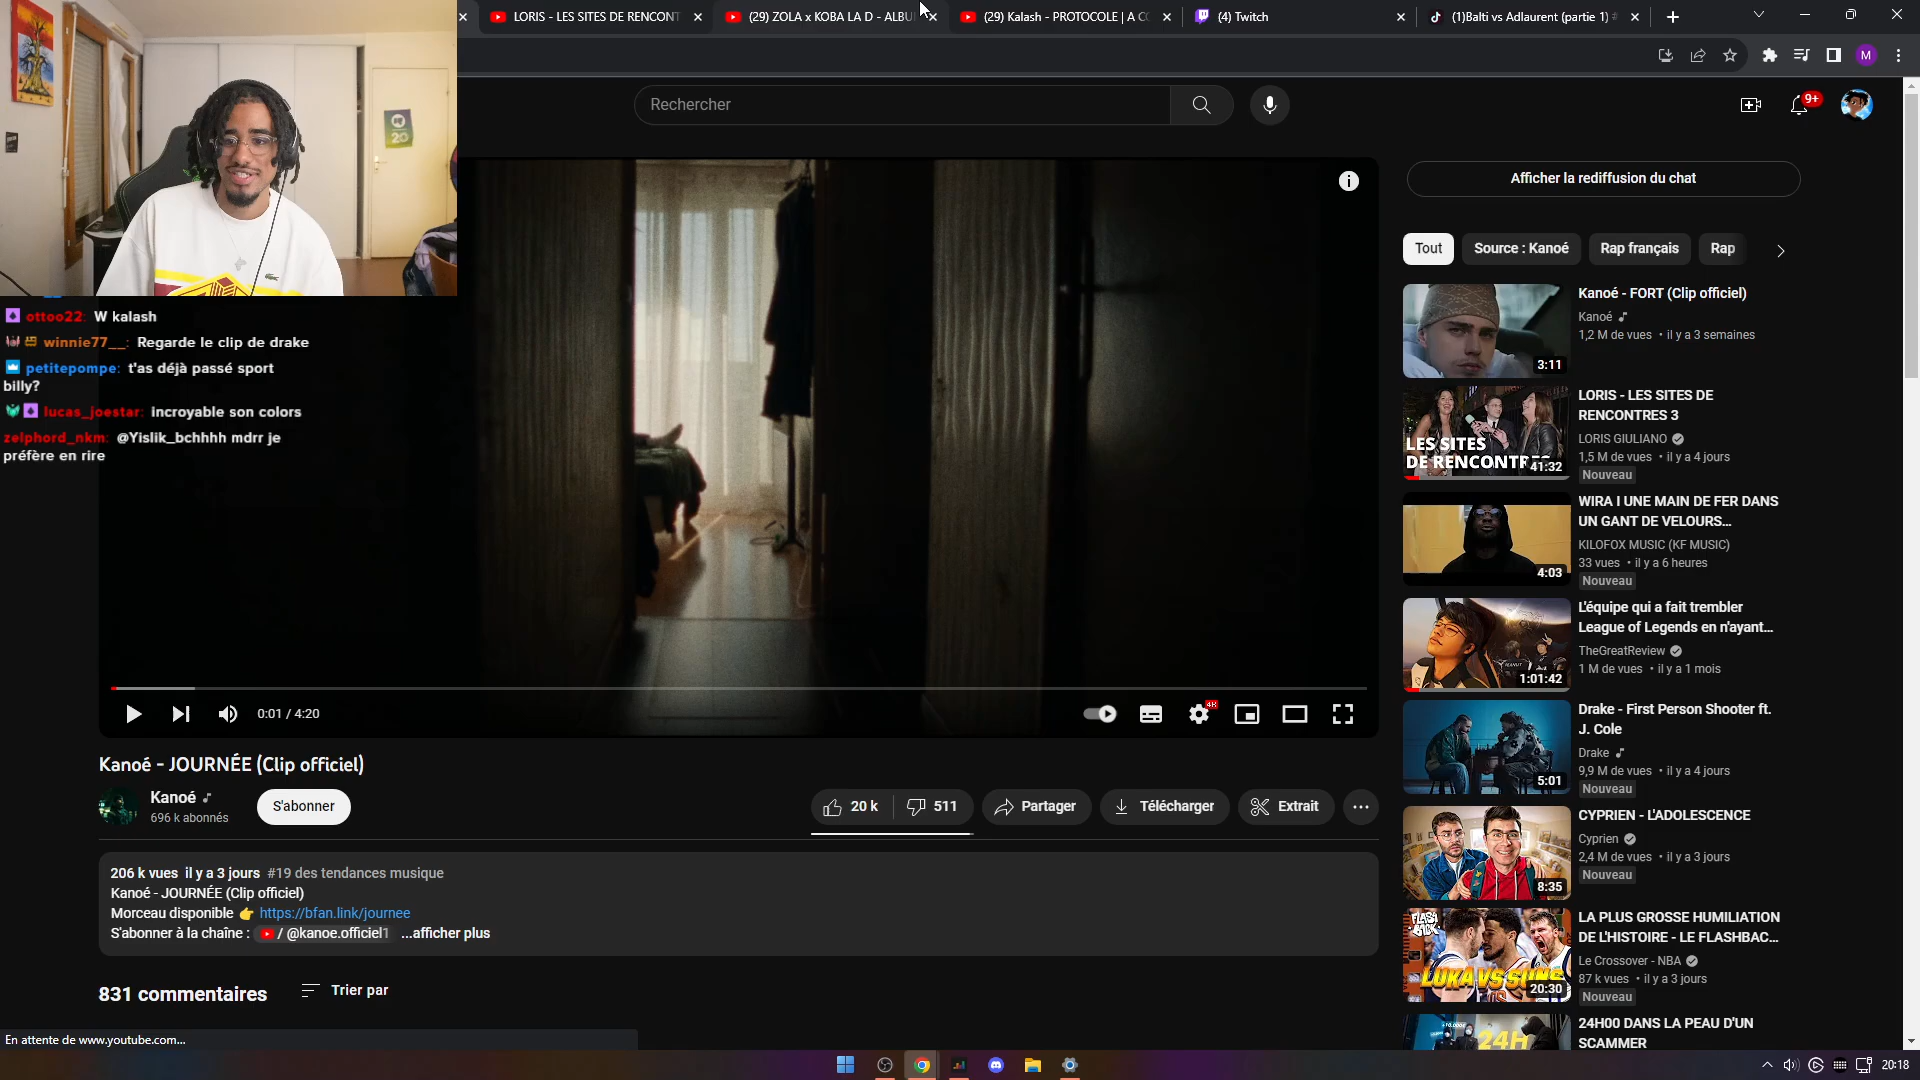 LORIS - LES SITES DE RENCONT
(29) ZOLA x KOBA LA D - ALBU
(29) Kalash - PROTOCOLE | A CO
(4) Twitch
(1)Balti vs Adlaurent (partie 1) #
M
Rechercher
9+
20
Afficher la rediffusion du chat
Tout
Source : Kanoé
Rap français
Rap
ottoo22: W kalash
winnie77__: Regarde le clip de drake
petitepompe: t'as déjà passé sport
billy?
lucas_joestar: incroyable son colors
zelphord_nkm: @Yislik_bchhhh mdrr je
préfère en rire
0:01 / 4:20
4K
Kanoé - JOURNÉE (Clip officiel)
Kanoé
696 k abonnés
S'abonner
20 k
511
Partager
Télécharger
Extrait
206 k vues il y a 3 jours #19 des tendances musique
Kanoé - JOURNÉE (Clip officiel)
Morceau disponible 👉 https://bfan.link/journee
S'abonner à la chaîne : / @kanoe.officiel1 ...afficher plus
831 commentaires
Trier par
En attente de www.youtube.com...
3:11
Kanoé - FORT (Clip officiel)
Kanoé
1,2 M de vues • il y a 3 semaines
LES SITES
DE RENCONTRE
41:32
LORIS - LES SITES DE
RENCONTRES 3
LORIS GIULIANO
1,5 M de vues • il y a 4 jours
Nouveau
4:03
WIRA I UNE MAIN DE FER DANS
UN GANT DE VELOURS...
KILOFOX MUSIC (KF MUSIC)
33 vues • il y a 6 heures
Nouveau
PEANUT
1:01:42
L'équipe qui a fait trembler
League of Legends en n'ayant...
TheGreatReview
1 M de vues • il y a 1 mois
5:01
Drake - First Person Shooter ft.
J. Cole
Drake
9,9 M de vues • il y a 4 jours
Nouveau
8:35
CYPRIEN - L'ADOLESCENCE
Cyprien
2,4 M de vues • il y a 3 jours
Nouveau
FLASH
BACK
LUKA VS SUNS
20:30
LA PLUS GROSSE HUMILIATION
DE L'HISTOIRE - LE FLASHBAC...
Le Crossover - NBA
87 k vues • il y a 3 jours
Nouveau
24H
24H00 DANS LA PEAU D'UN
SCAMMER
20:18